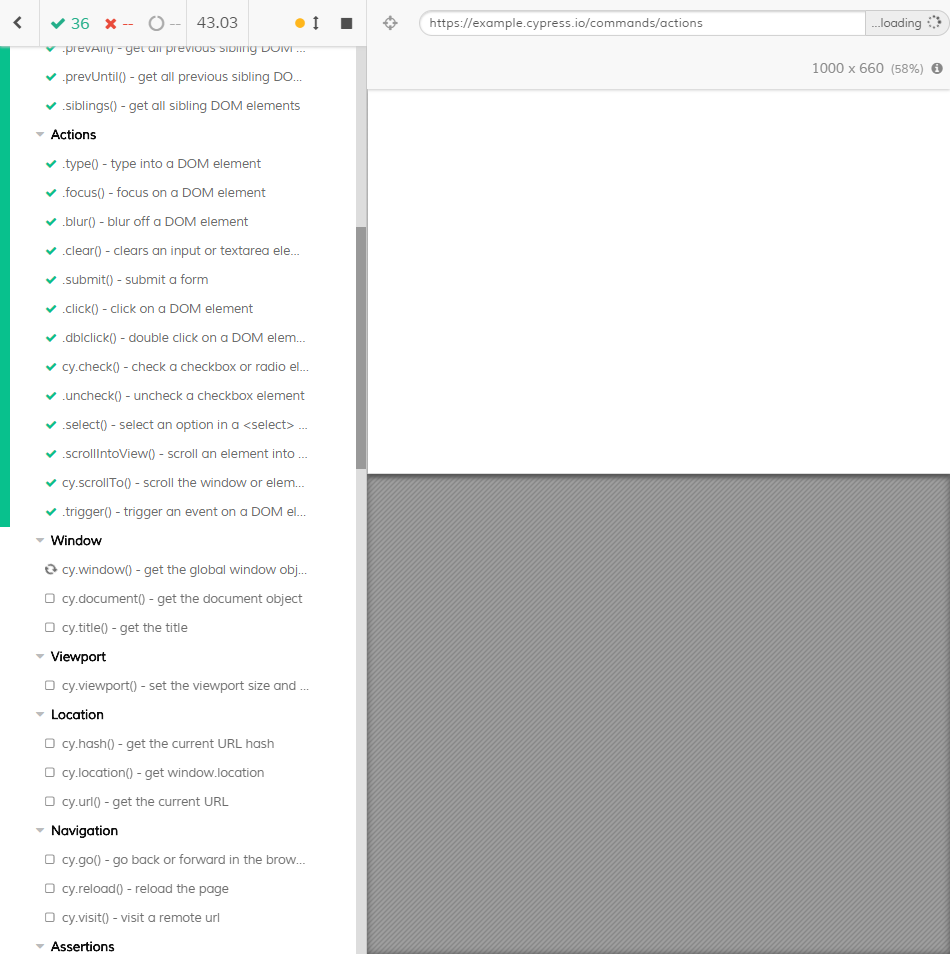 36 -- -- 43.03
https://example.cypress.io/commands/actions ...loading
1000 x 660 (58%)
.prevAll() - get all previous sibling DOM ...
.prevUntil() - get all previous sibling DO...
.siblings() - get all sibling DOM elements
Actions
.type() - type into a DOM element
.focus() - focus on a DOM element
.blur() - blur off a DOM element
.clear() - clears an input or textarea ele...
.submit() - submit a form
.click() - click on a DOM element
.dblclick() - double click on a DOM elem...
cy.check() - check a checkbox or radio el...
.uncheck() - uncheck a checkbox element
.select() - select an option in a <select> ...
.scrollIntoView() - scroll an element into ...
cy.scrollTo() - scroll the window or elem...
.trigger() - trigger an event on a DOM el...
Window
cy.window() - get the global window obj...
cy.document() - get the document object
cy.title() - get the title
Viewport
cy.viewport() - set the viewport size and ...
Location
cy.hash() - get the current URL hash
cy.location() - get window.location
cy.url() - get the current URL
Navigation
cy.go() - go back or forward in the brow...
cy.reload() - reload the page
cy.visit() - visit a remote url
Assertions